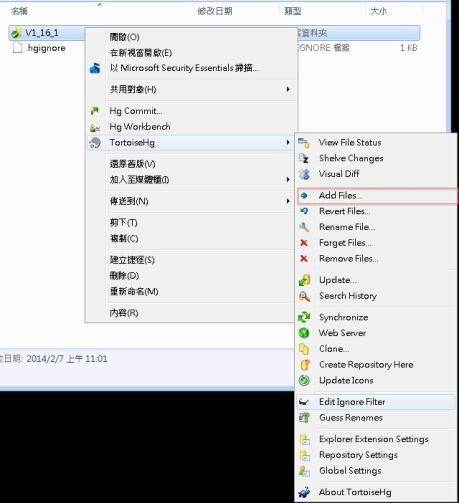 名稱 修改日期 類型 大小
V1_16_1 資料夾
.hgignore IGNORE 檔案 1 KB
開啟(O)
在新視窗開啟(E)
以 Microsoft Security Essentials 掃描...
共用對象(H)
Hg Commit...
Hg Workbench
TortoiseHg
還原舊版(V)
加入至媒體櫃(I)
傳送到(N)
剪下(T)
複製(C)
建立捷徑(S)
刪除(D)
重新命名(M)
內容(R)
View File Status
Shelve Changes
Visual Diff
Add Files...
Revert Files...
Rename File...
Forget Files...
Remove Files...
Update...
Search History
Synchronize
Web Server
Clone...
Create Repository Here
Update Icons
Edit Ignore Filter
Guess Renames
Explorer Extension Settings
Repository Settings
Global Settings
About TortoiseHg
日期: 2014/2/7 上午 11:01